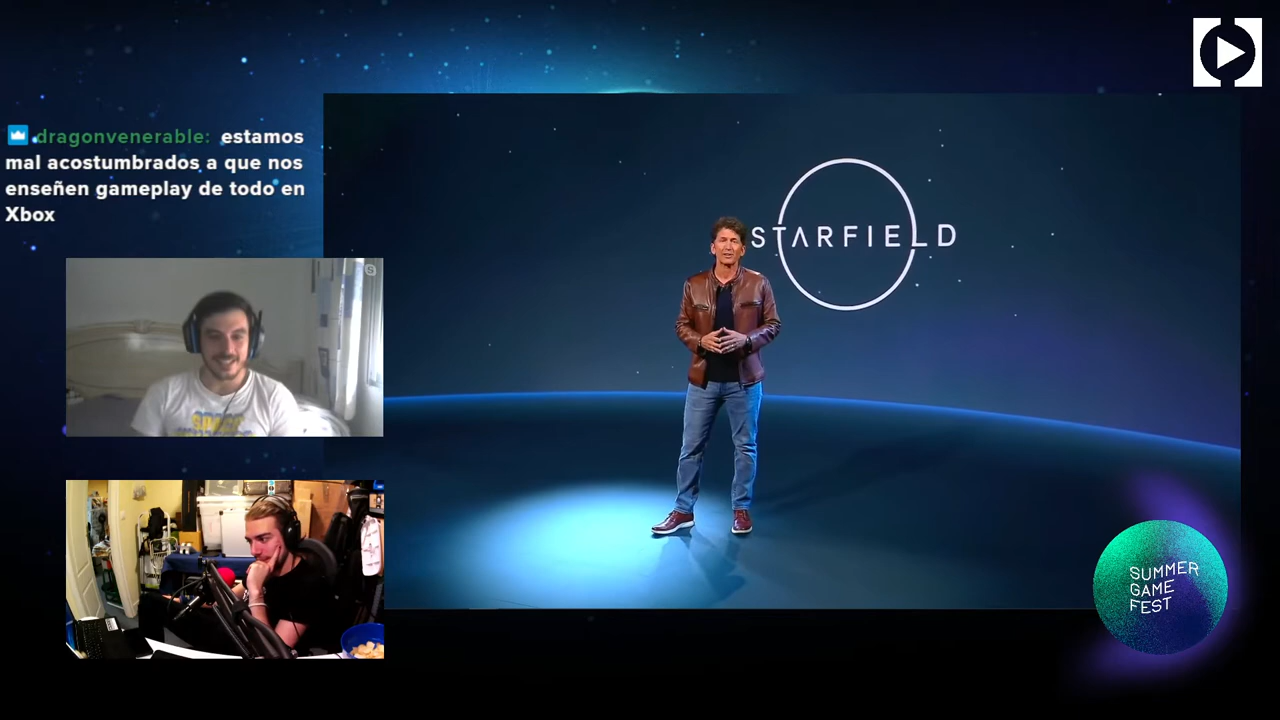 dragonvenerable: estamos
mal acostumbrados a que nos
enseñen gameplay de todo en
Xbox
STARFIELD
SUMMER
GAME
FEST